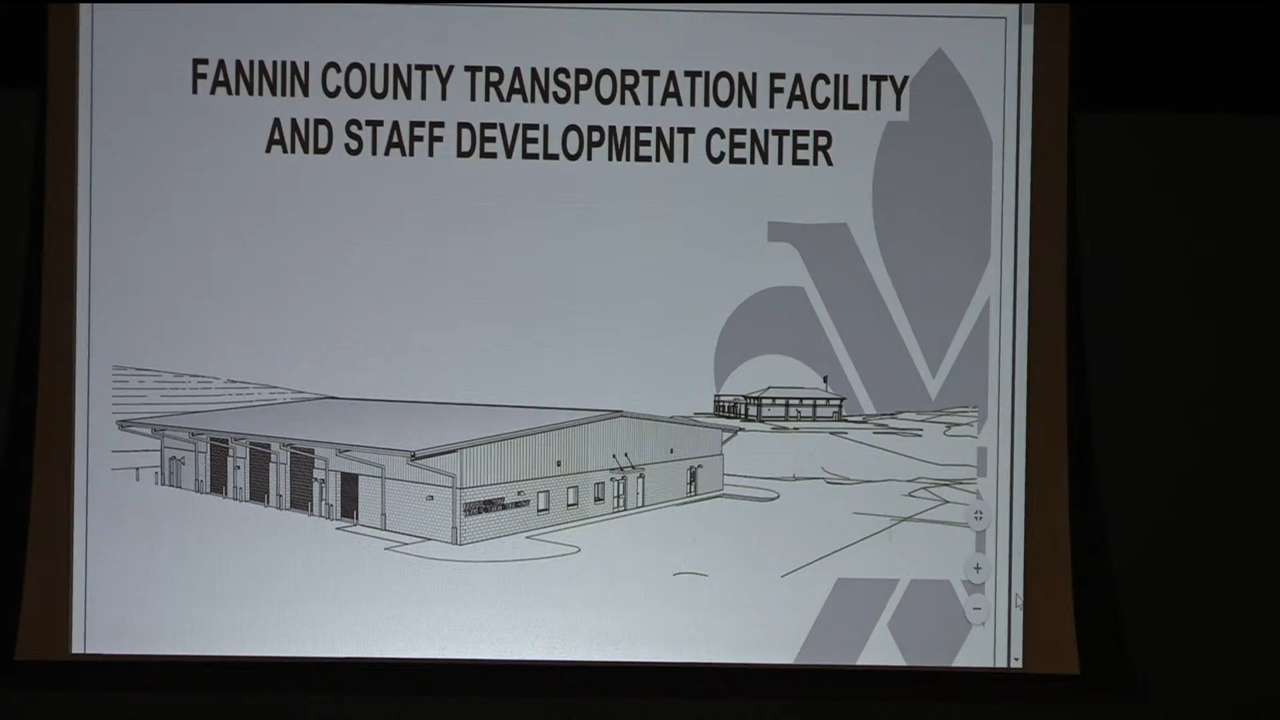 FANNIN COUNTY TRANSPORTATION FACILITY
AND STAFF DEVELOPMENT CENTER